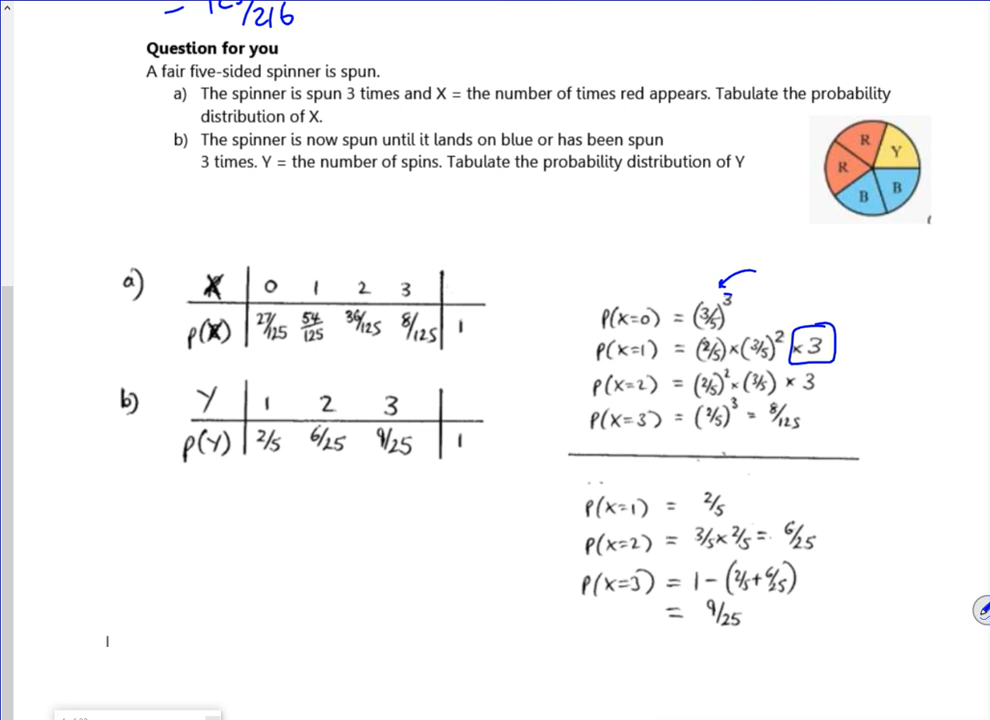 = 125/216
Question for you
A fair five-sided spinner is spun.
a) The spinner is spun 3 times and X = the number of times red appears. Tabulate the probability
distribution of X.
b) The spinner is now spun until it lands on blue or has been spun
3 times. Y = the number of spins. Tabulate the probability distribution of Y
R Y
R
B B
a) X 0 1 2 3
P(X) 27/125 54/125 36/125 8/125 1
b) Y 1 2 3
P(Y) 2/5 6/25 9/25 1
P(X=0) = (3/5)^3
P(X=1) = (2/5)×(3/5)^2 × 3
P(X=2) = (2/5)^2 × (3/5) × 3
P(X=3) = (2/5)^3 = 8/125
P(X=1) = 2/5
P(X=2) = 3/5 × 2/5 = 6/25
P(X=3) = 1 - (2/5 + 6/25)
= 9/25